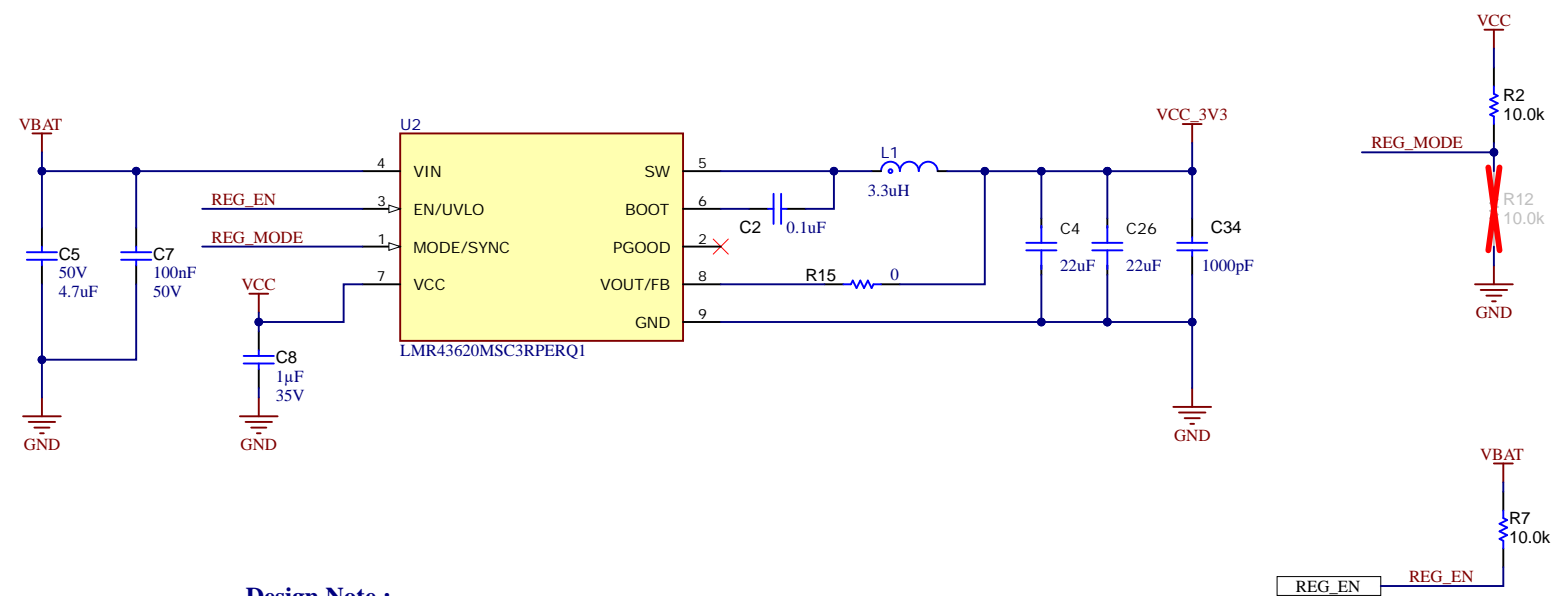 VBAT
C5
50V
4.7uF
C7
100nF
50V
GND
REG_EN
REG_MODE
VCC
C8
1µF
35V
GND
U2
4
VIN
3
EN/UVLO
1
MODE/SYNC
7
VCC
SW
5
BOOT
6
PGOOD
2
VOUT/FB
8
GND
9
LMR43620MSC3RPERQ1
C2
0.1uF
L1
3.3uH
R15
0
VCC_3V3
C4
22uF
C26
22uF
C34
1000pF
GND
VCC
R2
10.0k
REG_MODE
R12
10.0k
GND
VBAT
R7
10.0k
REG_EN
REG_EN
Design Note :